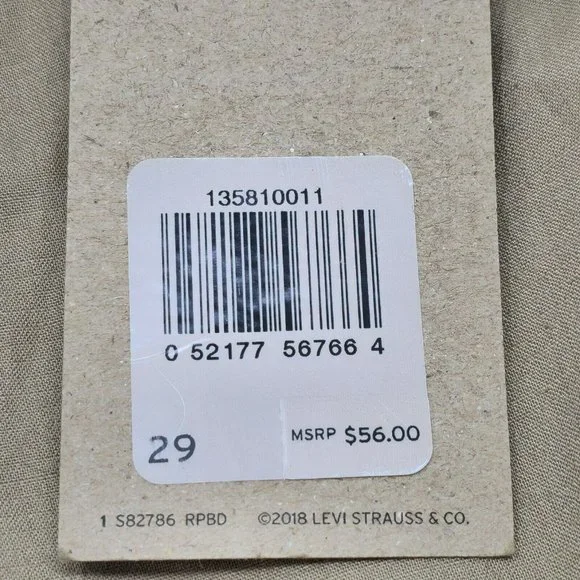 135810011
0 52177 56766 4
29 MSRP $56.00
1 S82786 RPBD ©2018 LEVI STRAUSS & CO.